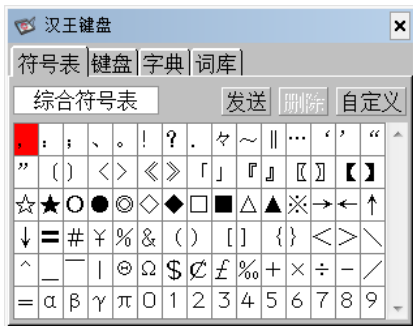 汉王键盘
符号表 键盘 字典 词库
综合符号表 发送 删除 自定义
, : ; 、 。 ! ? . 々 ~ ‖ … ‘ ’ “
” ( ) 〈 〉 《 》 「 」 『 』 〖 〗 【 】
☆ ★ ○ ● ◎ ◇ ◆ □ ■ △ ▲ ※ → ← ↑
↓ 〓 # ¥ % & ( ) [ ] { } < > \
^ _ ‾ | ⊙ Ω $ ₡ £ ‰ + × ÷ − /
= α β γ π 0 1 2 3 4 5 6 7 8 9